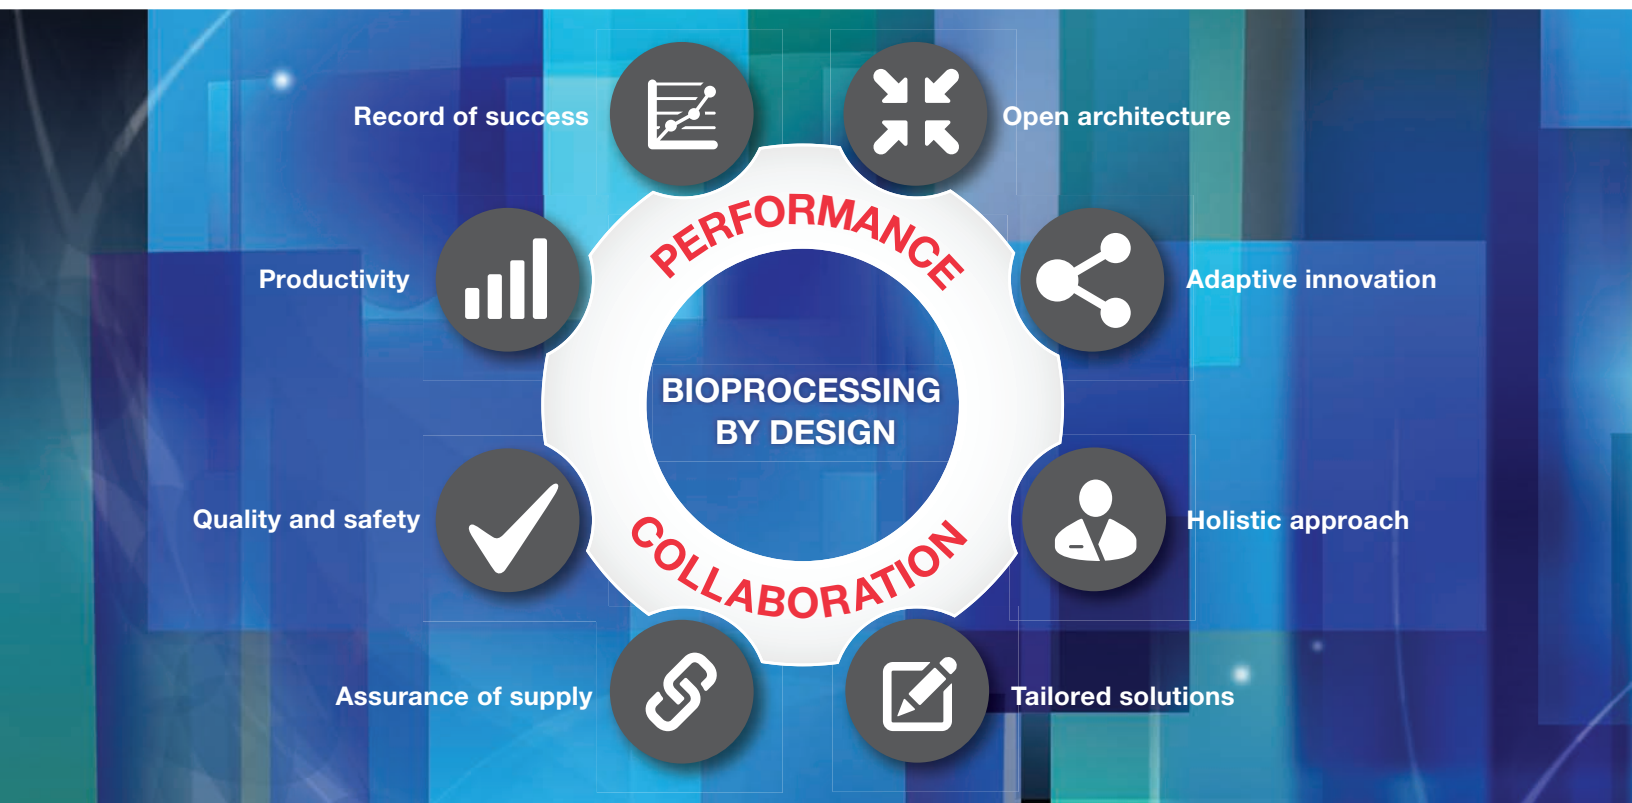 Record of success
Open architecture
PERFORMANCE
Productivity
Adaptive innovation
BIOPROCESSING
BY DESIGN
Quality and safety
Holistic approach
COLLABORATION
Assurance of supply
Tailored solutions